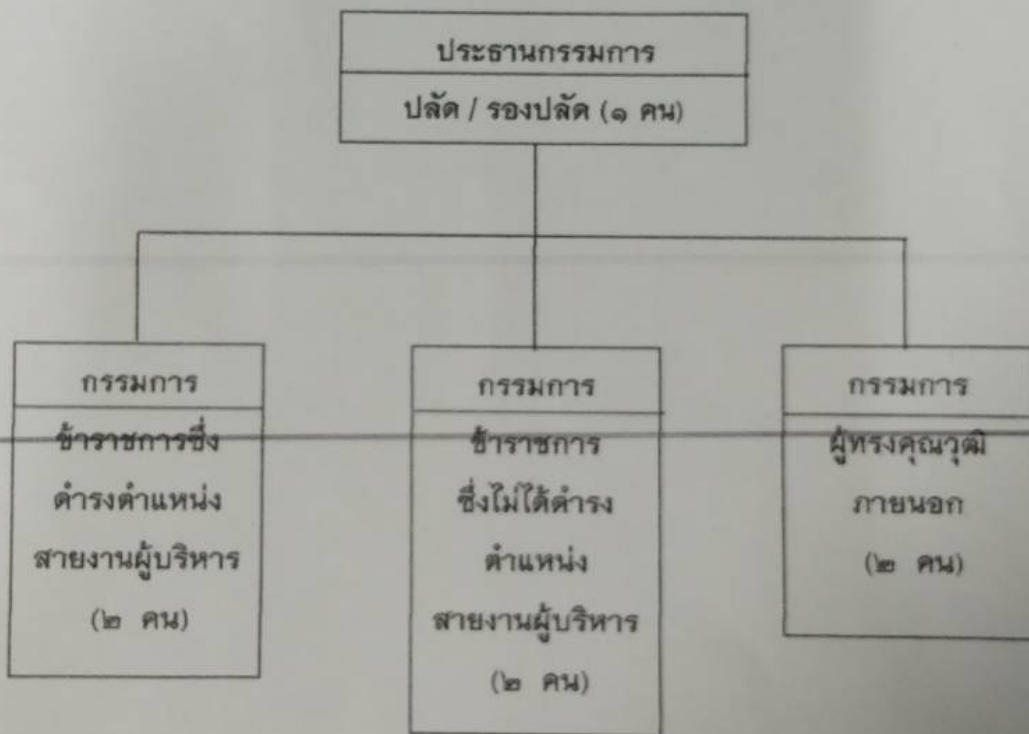 ประธานกรรมการ
ปลัด / รองปลัด (๑ คน)
กรรมการ
ข้าราชการซึ่ง
ดำรงตำแหน่ง
สายงานผู้บริหาร
(๒ คน)
กรรมการ
ข้าราชการ
ซึ่งไม่ได้ดำรง
ตำแหน่ง
สายงานผู้บริหาร
(๒ คน)
กรรมการ
ผู้ทรงคุณวุฒิ
ภายนอก
(๒ คน)